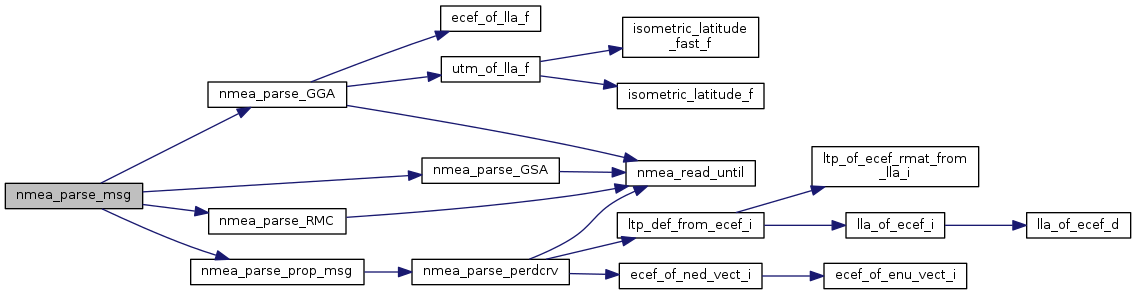 ecef_of_lla_f
isometric_latitude
_fast_f
utm_of_lla_f
nmea_parse_GGA
isometric_latitude_f
ltp_of_ecef_rmat_from
_lla_i
nmea_parse_GSA
nmea_read_until
nmea_parse_msg
nmea_parse_RMC
ltp_def_from_ecef_i
lla_of_ecef_i
lla_of_ecef_d
nmea_parse_prop_msg
nmea_parse_perdcrv
ecef_of_ned_vect_i
ecef_of_enu_vect_i